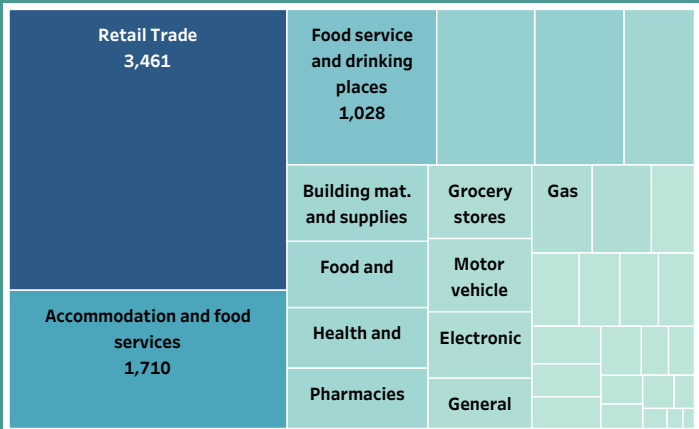 Retail Trade
3,461
Food service
and drinking
places
1,028
Building mat.
and supplies
Grocery
stores
Gas
Food and
Motor
vehicle
Accommodation and food
services
1,710
Health and
Electronic
Pharmacies
General